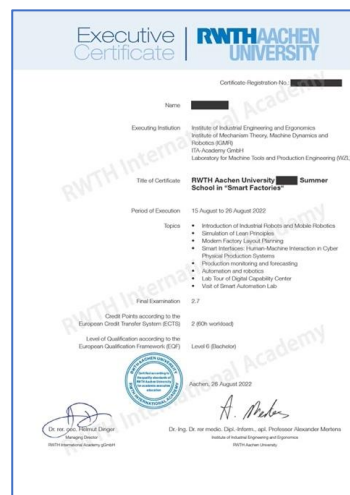 Executive
Certificate
RWTHAACHEN
UNIVERSITY
Certificate-Registration-No.:
Name
Executing Institution
Institute of Industrial Engineering and Ergonomics
Institute of Mechanism Theory, Machine Dynamics and
Robotics (IGMR)
ITA-Academy GmbH
Laboratory for Machine Tools and Production Engineering (WZL)
Title of Certificate
RWTH Aachen University Summer
School in "Smart Factories"
Period of Execution
15 August to 26 August 2022
Topics
• Introduction of Industrial Robots and Mobile Robotics
• Simulation of Lean Principles
• Modern Factory Layout Planning
• Smart Interfaces: Human-Machine Interaction in Cyber
Physical Production Systems
• Production monitoring and forecasting
• Automation and robotics
• Lab Tour of Digital Capability Center
• Visit of Smart Automation Lab
Final Examination
2.7
Credit Points according to the
European Credit Transfer System (ECTS)
2 (60h workload)
Level of Qualification according to the
European Qualification Framework (EQF)
Level 6 (Bachelor)
RWTH International Academy
Aachen, 26 August 2022
Dr. rer. oec. Helmut Dinger
Managing Director
RWTH International Academy gGmbH
Dr.-Ing. Dr. rer. medic. Dipl.-Inform., apl. Professor Alexander Mertens
Institute of Industrial Engineering and Ergonomics
RWTH Aachen University